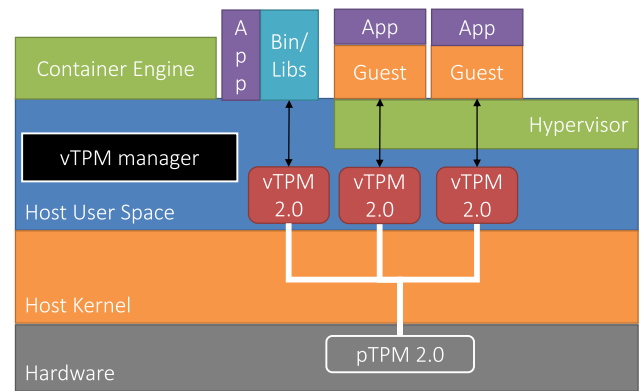 A
p
p
Bin/
Libs
App
App
Container Engine
Guest
Guest
Hypervisor
vTPM manager
vTPM
2.0
vTPM
2.0
vTPM
2.0
Host User Space
Host Kernel
pTPM 2.0
Hardware